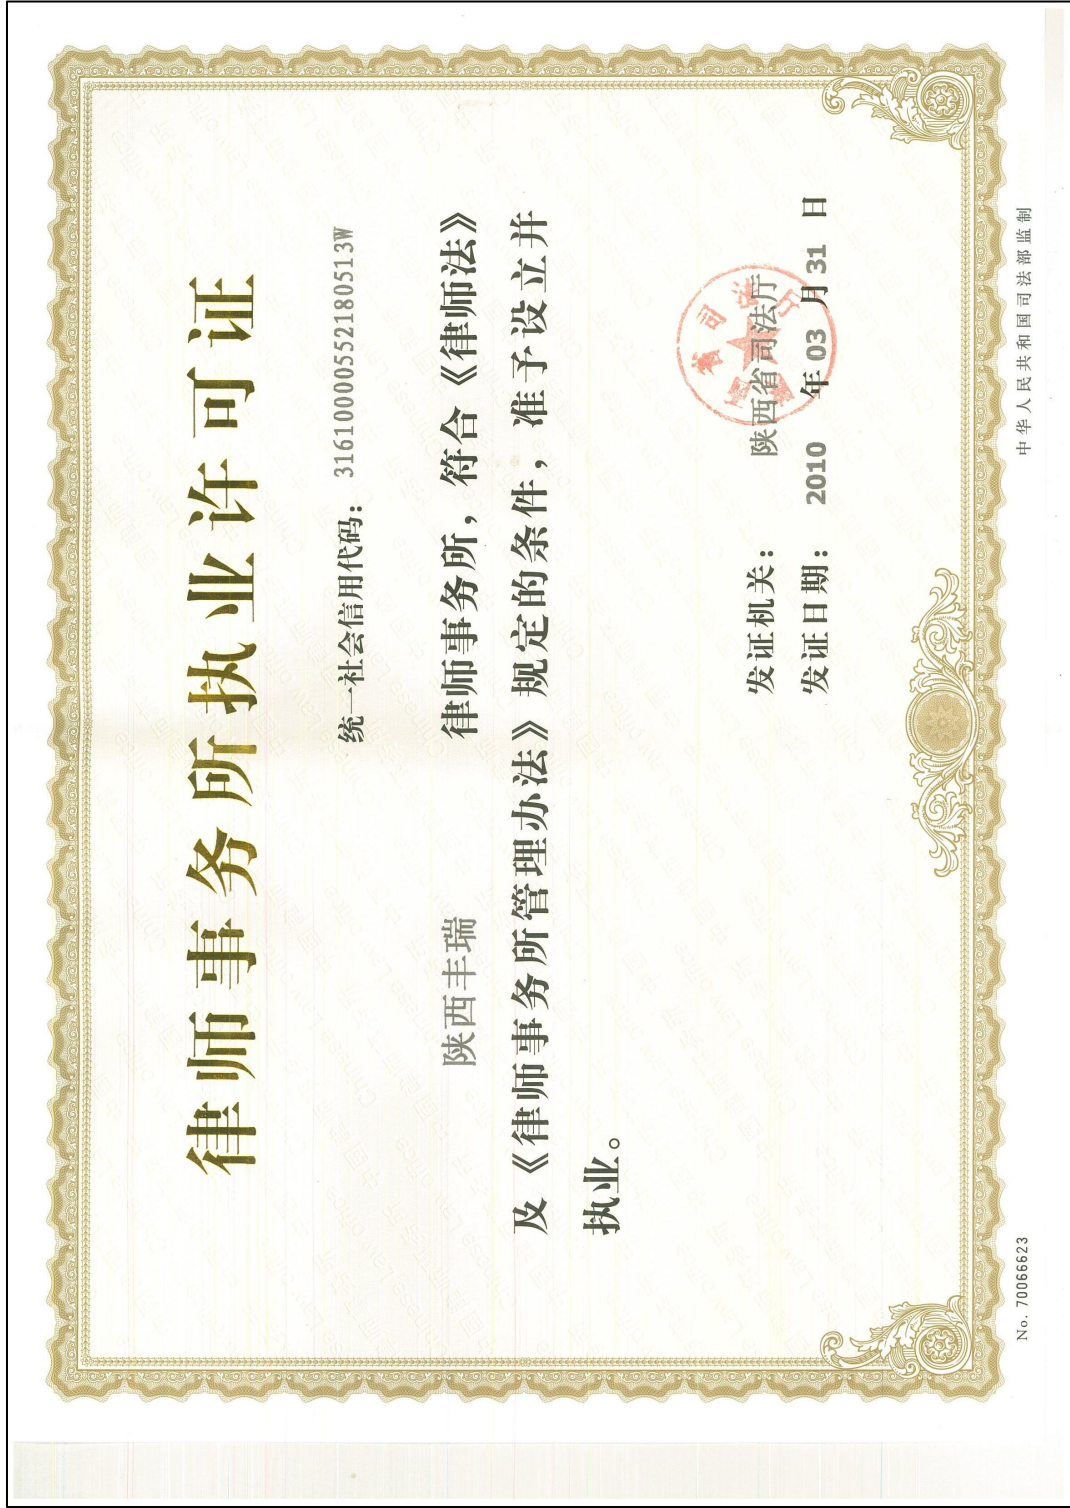 律师事务所执业许可证
统一社会信用代码：316100005521805​13W
陕西丰瑞 律师事务所，符合《律师法》
及《律师事务所管理办法》规定的条件，准予设立并
执业。
发证机关： 陕西省司法厅
发证日期： 2010 年 03 月 31 日
No. 70066623
中华人民共和国司法部监制